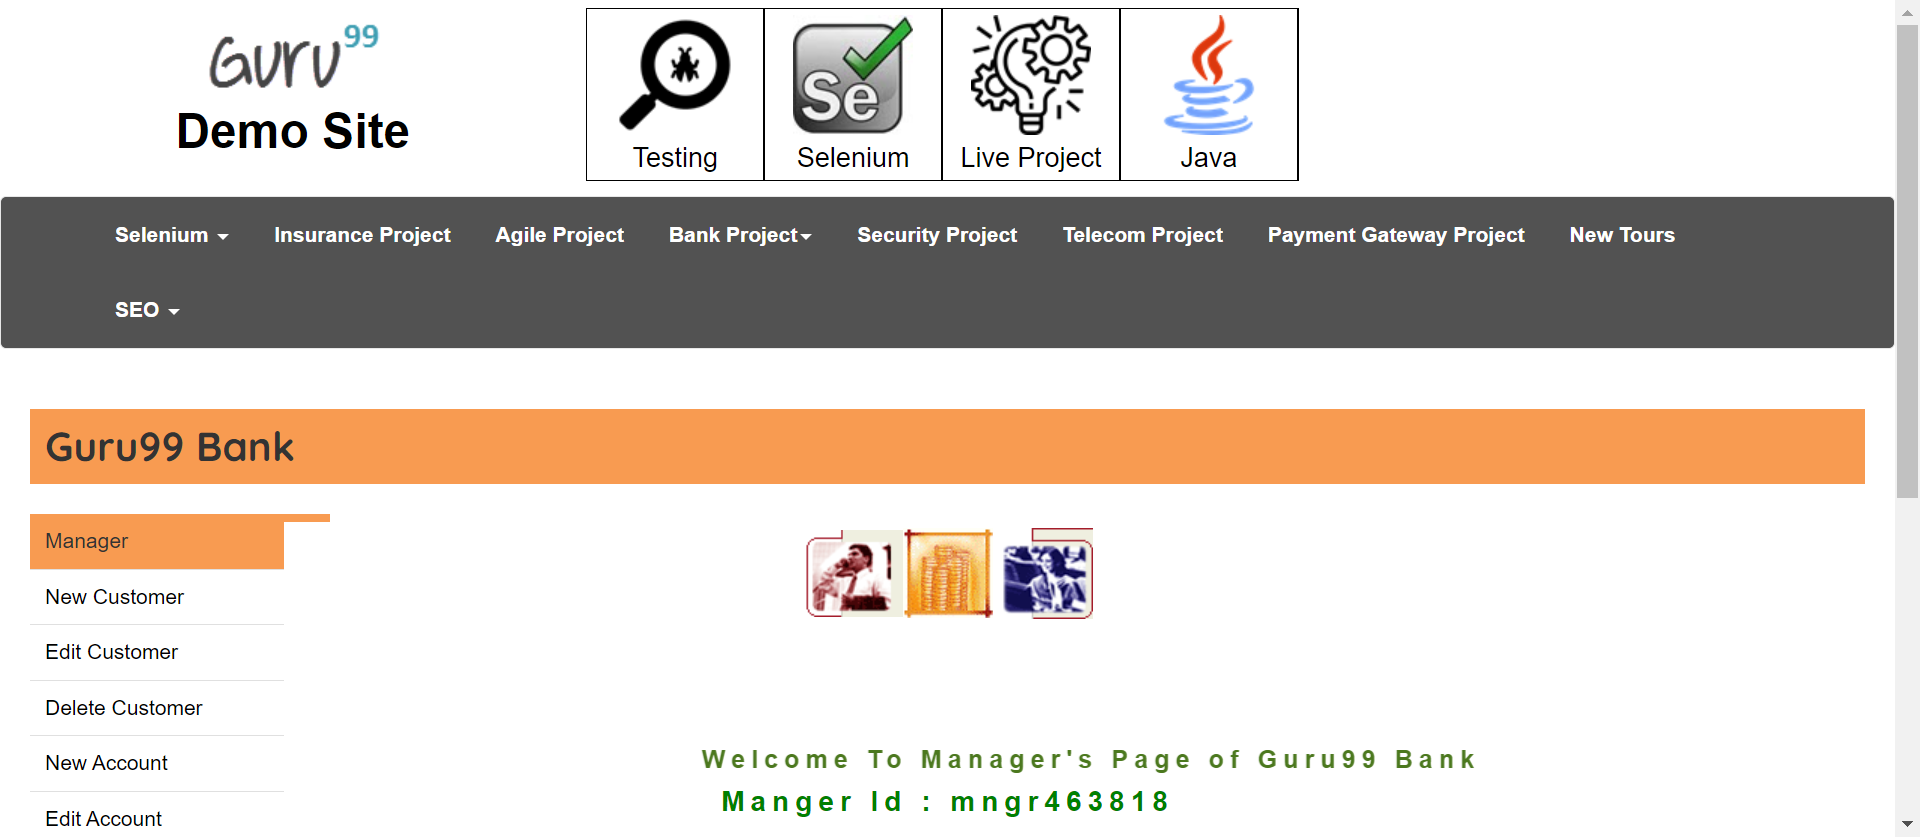 Guru99
Demo Site
Se
Testing
Selenium
Live Project
Java
Selenium
Insurance Project
Agile Project
Bank Project
Security Project
Telecom Project
Payment Gateway Project
New Tours
SEO
Guru99 Bank
Manager
New Customer
Edit Customer
Delete Customer
New Account
Edit Account
Welcome To Manager's Page of Guru99 Bank
Manger Id : mngr463818